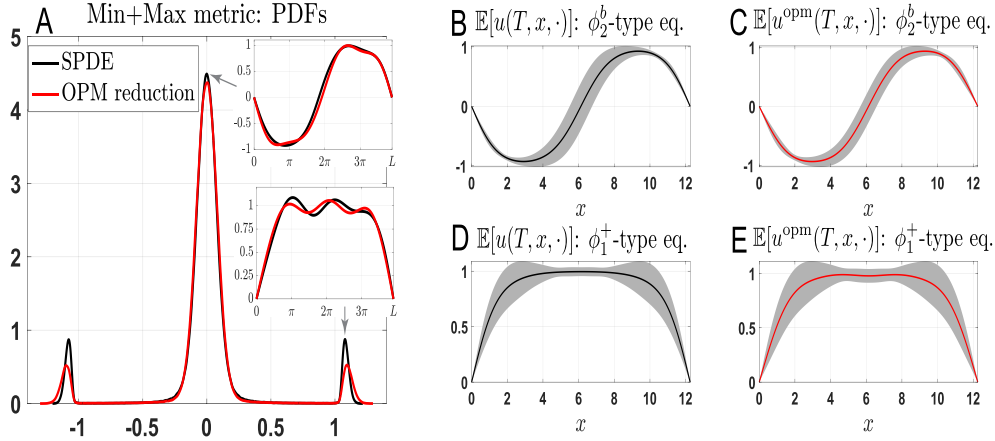 A Min+Max metric: PDFs
SPDE
OPM reduction
5
4
3
2
1
0
-1 -0.5 0 0.5 1
1
0.5
0
-0.5
-1
0 π 2π 3π L
1
0.75
0.5
0.25
0
0 π 2π 3π L
B 𝔼[u(T, x, ·)]: ϕ₂ᵇ-type eq.
1
0
-1
0 2 4 6 8 10 12
x
C 𝔼[uᵒᵖᵐ(T, x, ·)]: ϕ₂ᵇ-type eq.
1
0
-1
0 2 4 6 8 10 12
x
D 𝔼[u(T, x, ·)]: ϕ₁⁺-type eq.
1
0.5
0 2 4 6 8 10 12
x
E 𝔼[uᵒᵖᵐ(T, x, ·)]: ϕ₁⁺-type eq.
1
0.5
0 2 4 6 8 10 12
x